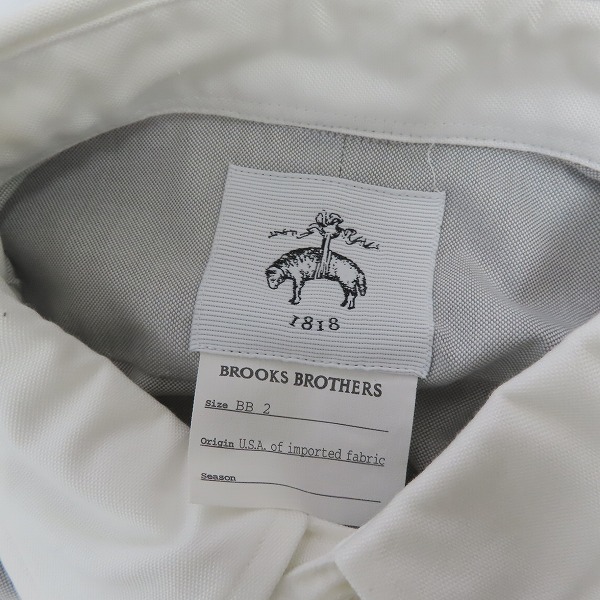 1818
BROOKS BROTHERS
Size BB 2
Origin U.S.A. of imported fabric
Season